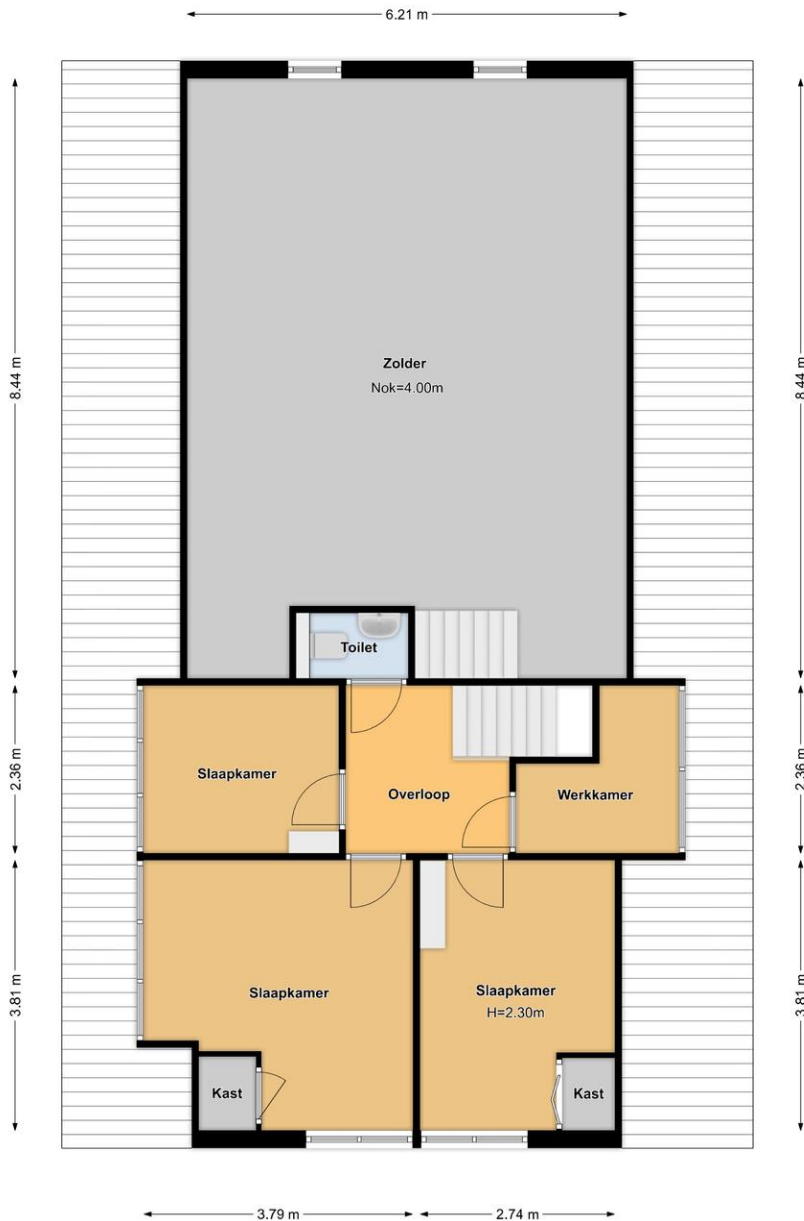 6.21 m
8.44 m
8.44 m
Zolder
Nok=4.00m
Toilet
2.36 m
Slaapkamer
Overloop
Werkkamer
2.36 m
3.81 m
Slaapkamer
Slaapkamer
H=2.30m
3.81 m
Kast
Kast
3.79 m
2.74 m